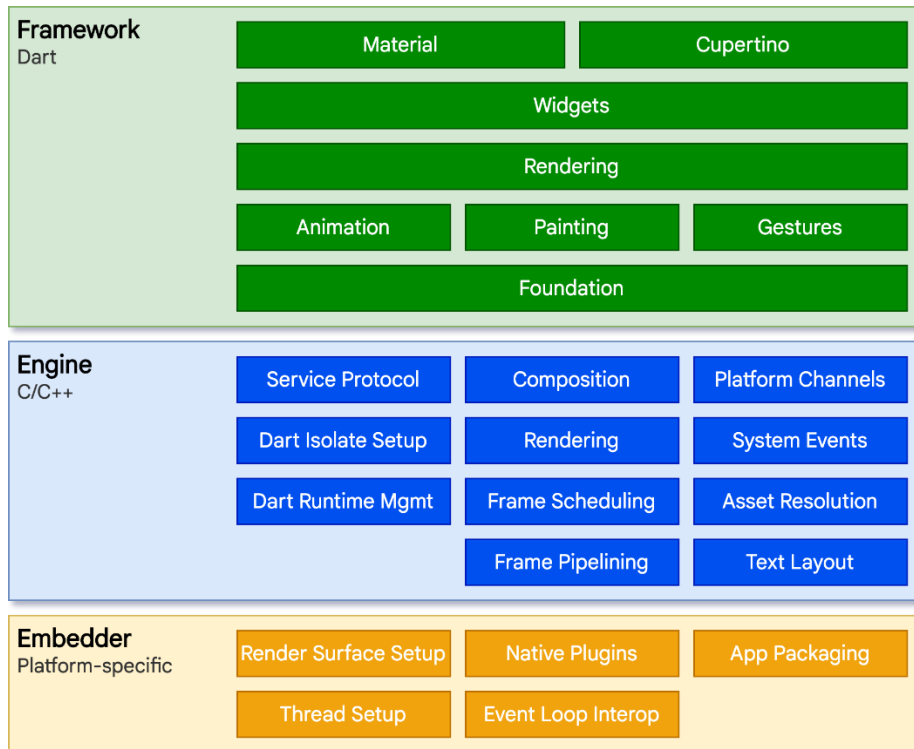 Framework
Dart
Material
Cupertino
Widgets
Rendering
Animation
Painting
Gestures
Foundation
Engine
C/C++
Service Protocol
Composition
Platform Channels
Dart Isolate Setup
Rendering
System Events
Dart Runtime Mgmt
Frame Scheduling
Asset Resolution
Frame Pipelining
Text Layout
Embedder
Platform-specific
Render Surface Setup
Native Plugins
App Packaging
Thread Setup
Event Loop Interop